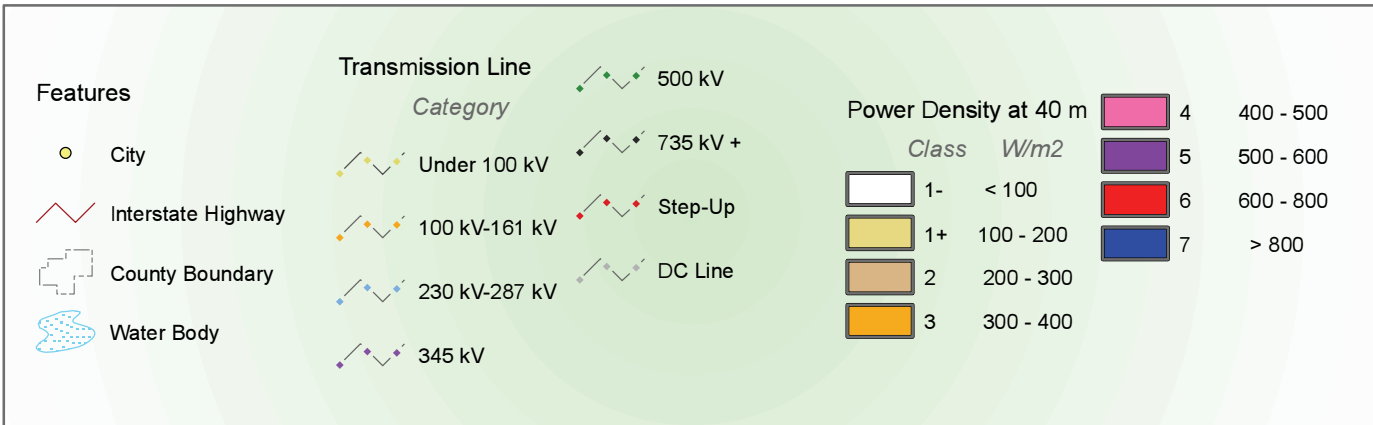 Features
City
Interstate Highway
County Boundary
Water Body
Transmission Line
Category
Under 100 kV
100 kV-161 kV
230 kV-287 kV
345 kV
500 kV
735 kV +
Step-Up
DC Line
Power Density at 40 m
Class W/m2
1- < 100
1+ 100 - 200
2 200 - 300
3 300 - 400
4 400 - 500
5 500 - 600
6 600 - 800
7 > 800